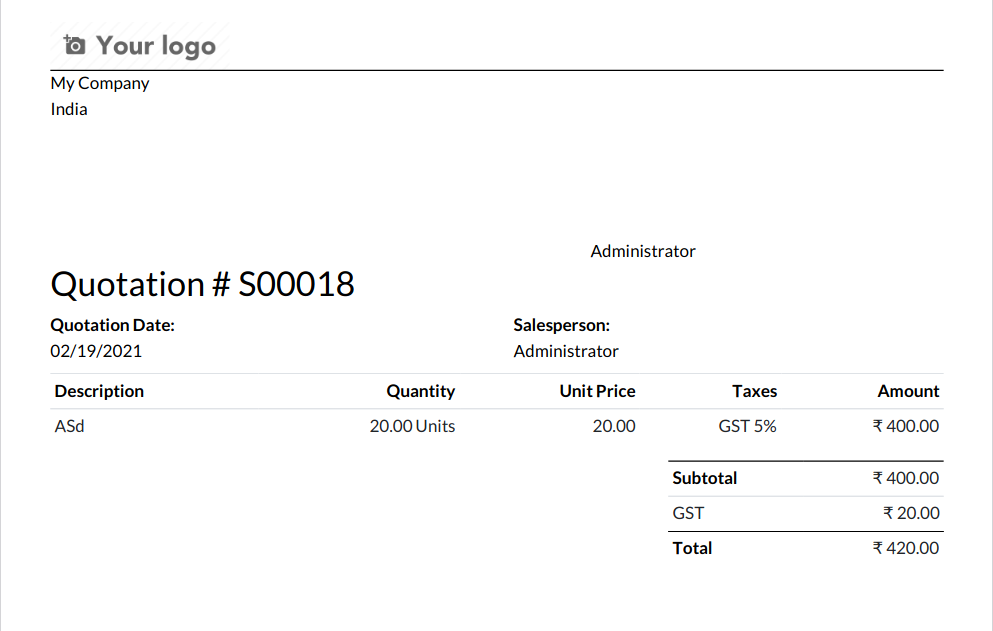 Your logo
My Company
India
Administrator
Quotation # S00018
Quotation Date: Salesperson:
02/19/2021 Administrator
Description Quantity Unit Price Taxes Amount
ASd 20.00 Units 20.00 GST 5% ₹ 400.00
Subtotal ₹ 400.00
GST ₹ 20.00
Total ₹ 420.00